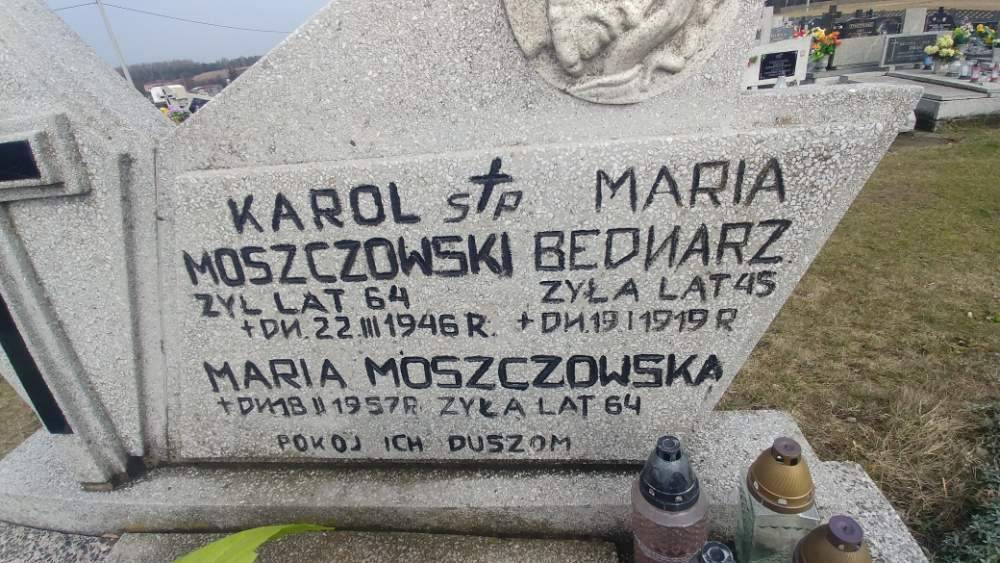 KAROL
MOSZCZOWSKI
ŻYŁ LAT 64
+ DN. 22. III 1946 R.
Ś†P
MARIA
BEDNARZ
ŻYŁA LAT 45
+ DN. 19 I 1919 R
MARIA MOSZCZOWSKA
+ DN 18 II 1957 R. ŻYŁA LAT 64
POKÓJ ICH DUSZOM